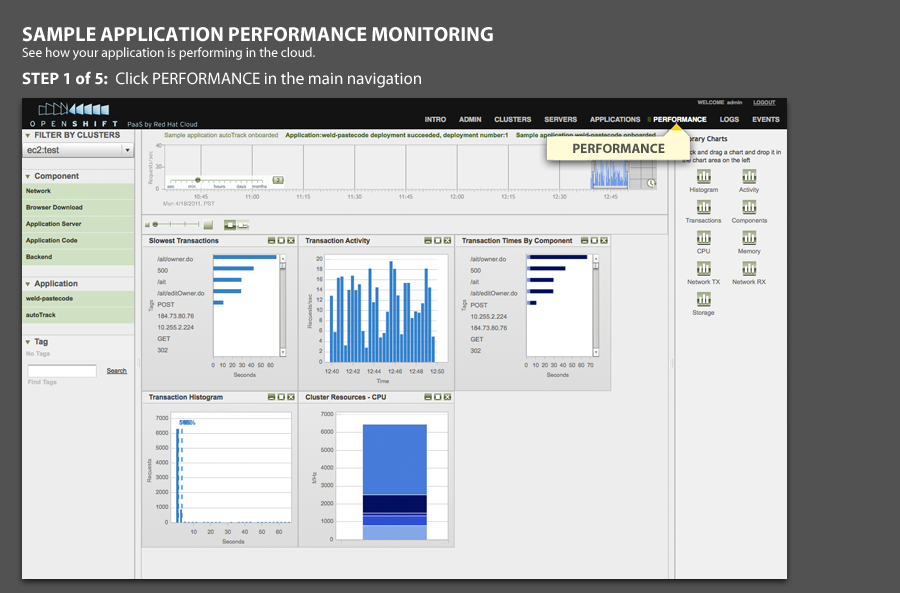 SAMPLE APPLICATION PERFORMANCE MONITORING
See how your application is performing in the cloud.
STEP 1 of 5: Click PERFORMANCE in the main navigation
WELCOME admin LOGOUT
OPENSHIFT PaaS by Red Hat Cloud
INTRO ADMIN CLUSTERS SERVERS APPLICATIONS PERFORMANCE LOGS EVENTS
FILTER BY CLUSTERS
ec2:test
Component
Network
Browser Download
Application Server
Application Code
Backend
Application
weld-pastecode
autoTrack
Tag
No Tags
Search
Find Tags
Sample application autoTrack onboarded Application:weld-pastecode deployment succeeded, deployment number:1 Sample application weld-pastecode onboarded
PERFORMANCE
Requests/sec
40
30
0
sec min hours days months
10:45 11:00 11:15 11:30 11:45 12:00 12:15 12:30 12:45
Mon 4/18/2011, PST
Slowest Transactions
Tags
/ait/owner.do
500
/ait
/ait/editOwner.do
POST
184.73.80.76
10.255.2.224
GET
302
0 10 20 30 40 50 60
Seconds
Transaction Activity
Requests/sec
20
18
16
14
12
10
8
6
4
2
0
12:40 12:42 12:44 12:46 12:48 12:50
Time
Transaction Times By Component
Tags
/ait/owner.do
500
/ait
/ait/editOwner.do
POST
10.255.2.224
184.73.80.76
GET
302
0 10 20 30 40 50 60 70
Seconds
Transaction Histogram
Requests
7000
6000
5000
4000
3000
2000
1000
0
10 20 30 40 50 60
Seconds
Cluster Resources - CPU
MHz
7000
6000
5000
4000
3000
2000
1000
0
rary Charts
ck and drag a chart and drop it in
e chart area on the left
Histogram Activity
Transactions Components
CPU Memory
Network TX Network RX
Storage